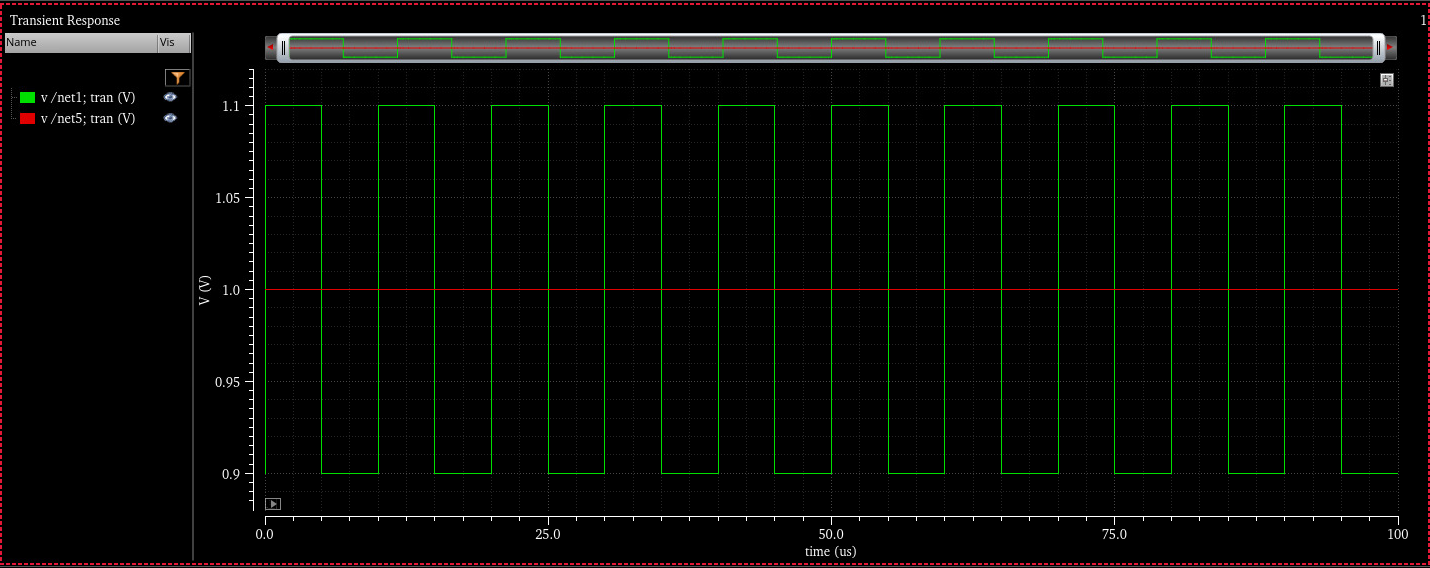 Transient Response
1
Name Vis
v /net1; tran (V)
v /net5; tran (V)
V (V)
1.1
1.05
1.0
0.95
0.9
0.0 25.0 50.0 75.0 100
time (us)